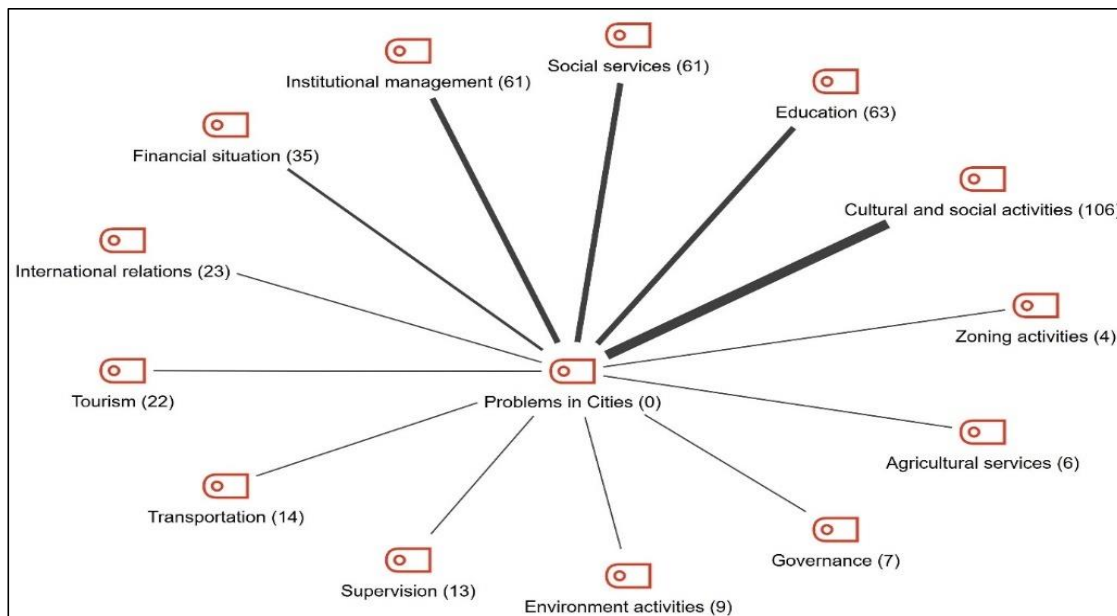 Social services (61)
Institutional management (61)
Education (63)
Financial situation (35)
Cultural and social activities (106)
International relations (23)
Zoning activities (4)
Tourism (22)
Problems in Cities (0)
Agricultural services (6)
Transportation (14)
Governance (7)
Supervision (13)
Environment activities (9)